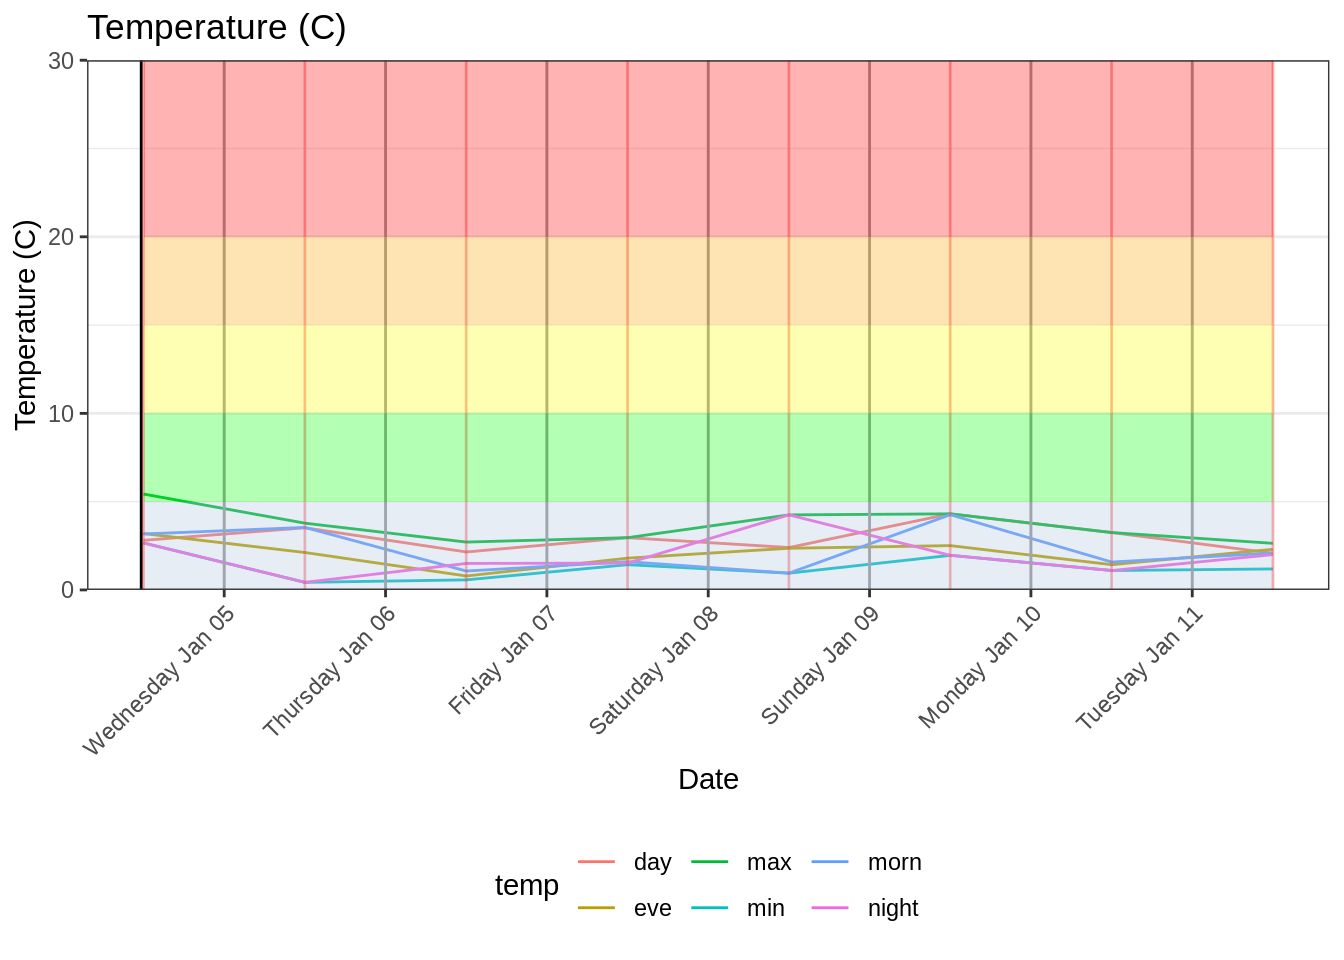 Temperature (C)
Temperature (C)
30
20
10
0
Wednesday Jan 05
Thursday Jan 06
Friday Jan 07
Saturday Jan 08
Sunday Jan 09
Monday Jan 10
Tuesday Jan 11
Date
temp
day
max
morn
eve
min
night